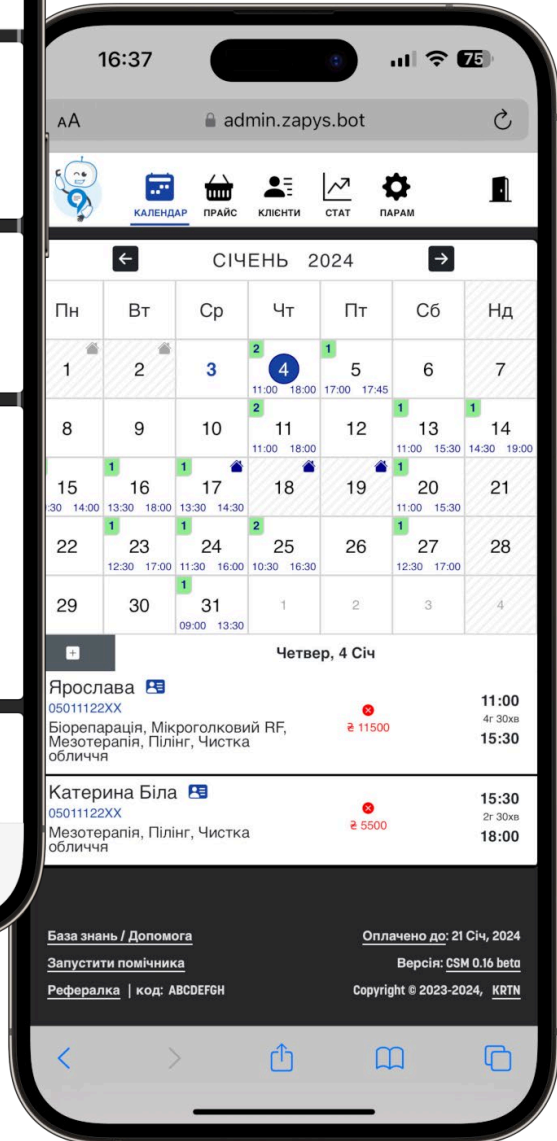 16:37
75
AA admin.zapys.bot
КАЛЕНДАР ПРАЙС КЛІЄНТИ СТАТ ПАРАМ
СІЧЕНЬ 2024
Пн Вт Ср Чт Пт Сб Нд
2 1
1 2 3 4 5 6 7
11:00 18:00 17:00 17:45
2 1 1
8 9 10 11 12 13 14
11:00 18:00 11:00 15:30 14:30 19:00
1 1 1
15 16 17 18 19 20 21
:30 14:00 13:30 18:00 13:30 14:30 11:00 15:30
1 1 2 1
22 23 24 25 26 27 28
12:30 17:00 11:30 16:00 10:30 16:30 12:30 17:00
1
29 30 31 1 2 3 4
09:00 13:30
Четвер, 4 Січ
Ярослава
05011122XX
Біорепарація, Мікроголковий RF,
Мезотерапія, Пілінг, Чистка
обличчя
₴ 11500
11:00
4г 30хв
15:30
Катерина Біла
05011122XX
Мезотерапія, Пілінг, Чистка
обличчя
₴ 5500
15:30
2г 30хв
18:00
База знань / Допомога
Оплачено до: 21 Січ, 2024
Запустити помічника
Версія: CSM 0.16 beta
Рефералка | код: ABCDEFGH
Copyright © 2023-2024, KRTN